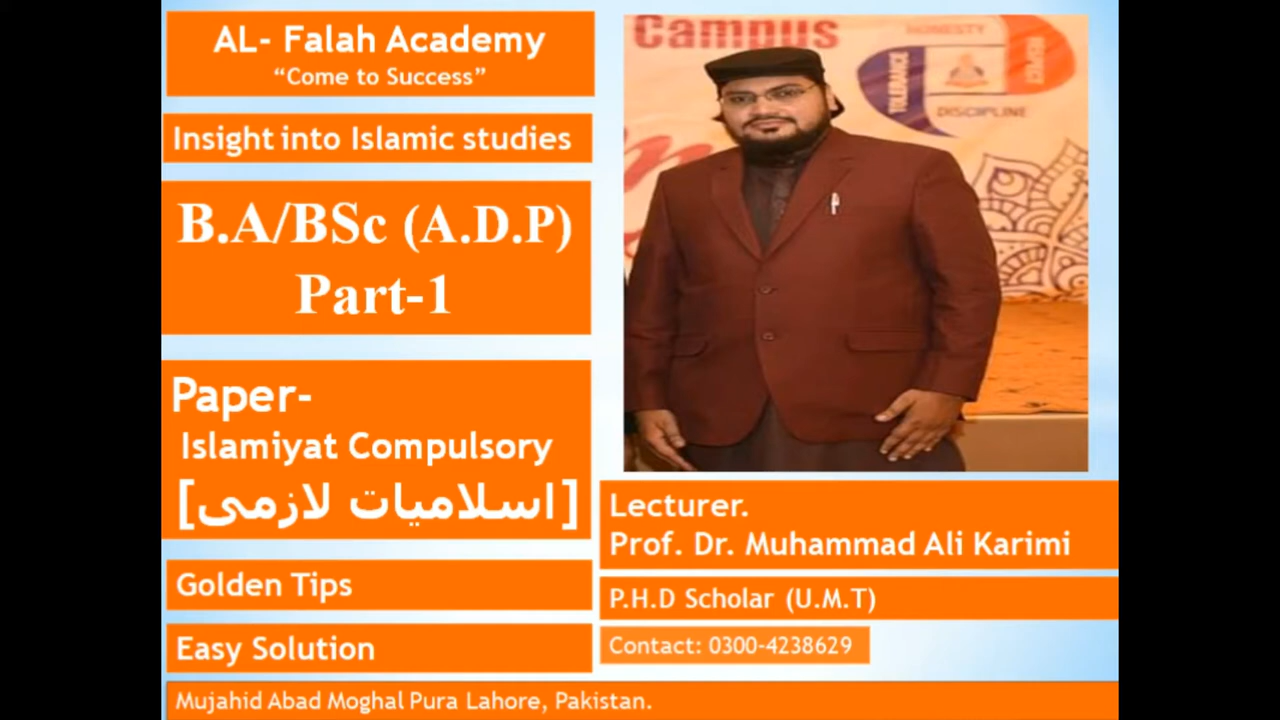 AL- Falah Academy
“Come to Success”
Insight into Islamic studies
B.A/BSc (A.D.P)
Part-1
Paper-
Islamiyat Compulsory
[اسلامیات لازمی]
Golden Tips
Easy Solution
Campus
HONESTY
TOLERANCE
DISCIPLINE
Lecturer.
Prof. Dr. Muhammad Ali Karimi
P.H.D Scholar (U.M.T)
Contact: 0300-4238629
Mujahid Abad Moghal Pura Lahore, Pakistan.